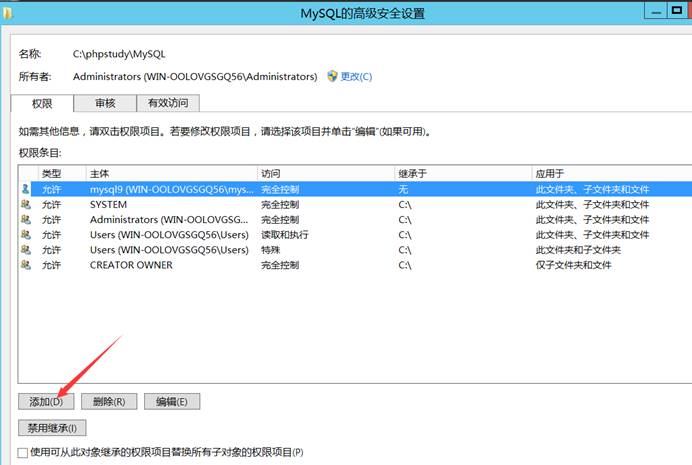 MySQL的高级安全设置
名称: C:\phpstudy\MySQL
所有者: Administrators (WIN-OOLOVGSGQ56\Administrators) 更改(C)
权限 审核 有效访问
如需其他信息，请双击权限项目。若要修改权限项目，请选择该项目并单击"编辑"(如果可用)。
权限条目:
类型 主体 访问 继承于 应用于
允许 mysql9 (WIN-OOLOVGSGQ56\mys... 完全控制 无 此文件夹、子文件夹和文件
允许 SYSTEM 完全控制 C:\ 此文件夹、子文件夹和文件
允许 Administrators (WIN-OOLOVGSG... 完全控制 C:\ 此文件夹、子文件夹和文件
允许 Users (WIN-OOLOVGSGQ56\Users) 读取和执行 C:\ 此文件夹、子文件夹和文件
允许 Users (WIN-OOLOVGSGQ56\Users) 特殊 C:\ 此文件夹和子文件夹
允许 CREATOR OWNER 完全控制 C:\ 仅子文件夹和文件
添加(D) 删除(R) 编辑(E)
禁用继承(I)
使用可从此对象继承的权限项目替换所有子对象的权限项目(P)